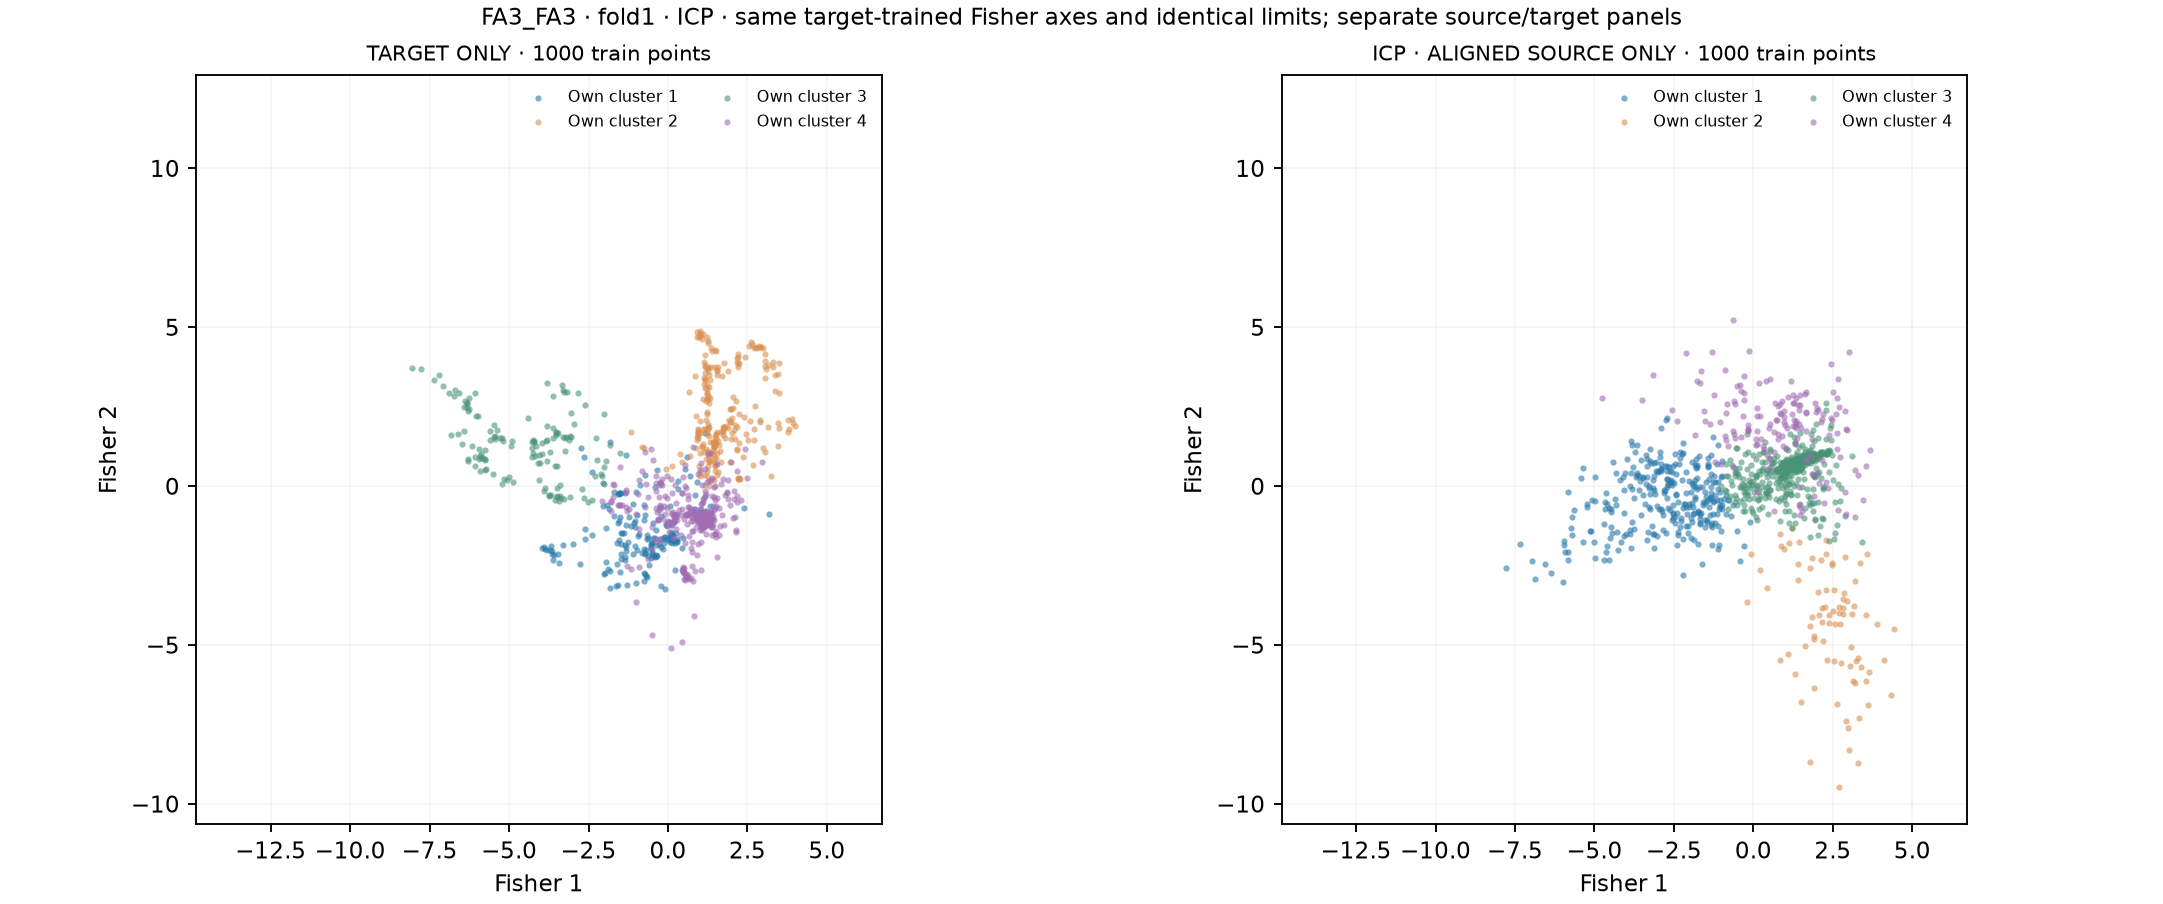 FA3_FA3 · fold1 · ICP · same target-trained Fisher axes and identical limits; separate source/target panels
TARGET ONLY · 1000 train points
Own cluster 1
Own cluster 2
Own cluster 3
Own cluster 4
10
5
0
−5
−10
Fisher 2
−12.5 −10.0 −7.5 −5.0 −2.5 0.0 2.5 5.0
Fisher 1
ICP · ALIGNED SOURCE ONLY · 1000 train points
Own cluster 1
Own cluster 2
Own cluster 3
Own cluster 4
10
5
0
−5
−10
Fisher 2
−12.5 −10.0 −7.5 −5.0 −2.5 0.0 2.5 5.0
Fisher 1